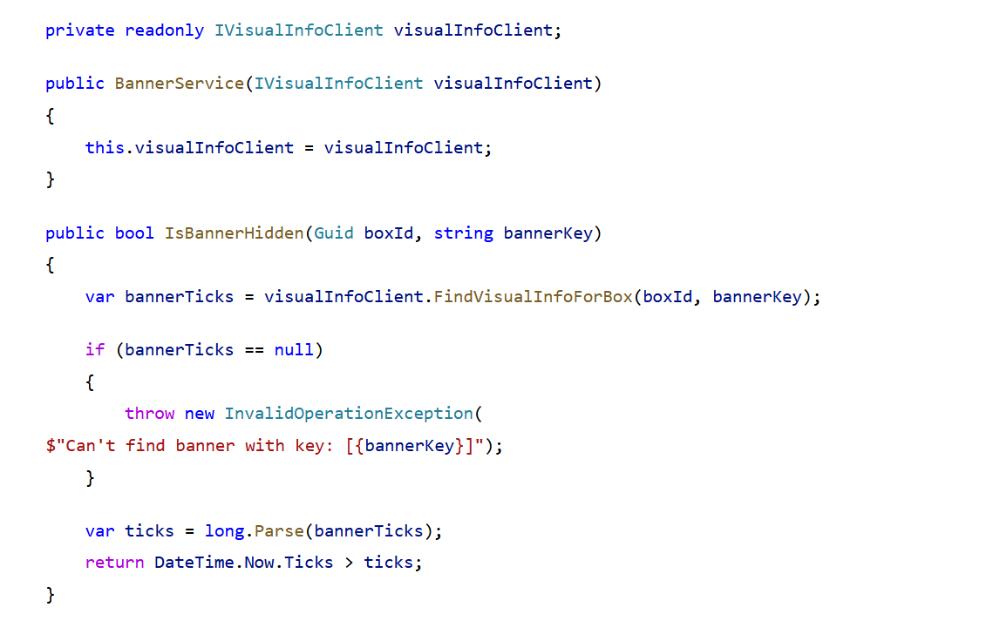 private readonly IVisualInfoClient visualInfoClient;
public BannerService(IVisualInfoClient visualInfoClient)
{
    this.visualInfoClient = visualInfoClient;
}
public bool IsBannerHidden(Guid boxId, string bannerKey)
{
    var bannerTicks = visualInfoClient.FindVisualInfoForBox(boxId, bannerKey);
    if (bannerTicks == null)
    {
        throw new InvalidOperationException(
$"Can't find banner with key: [{bannerKey}]");
    }
    var ticks = long.Parse(bannerTicks);
    return DateTime.Now.Ticks > ticks;
}